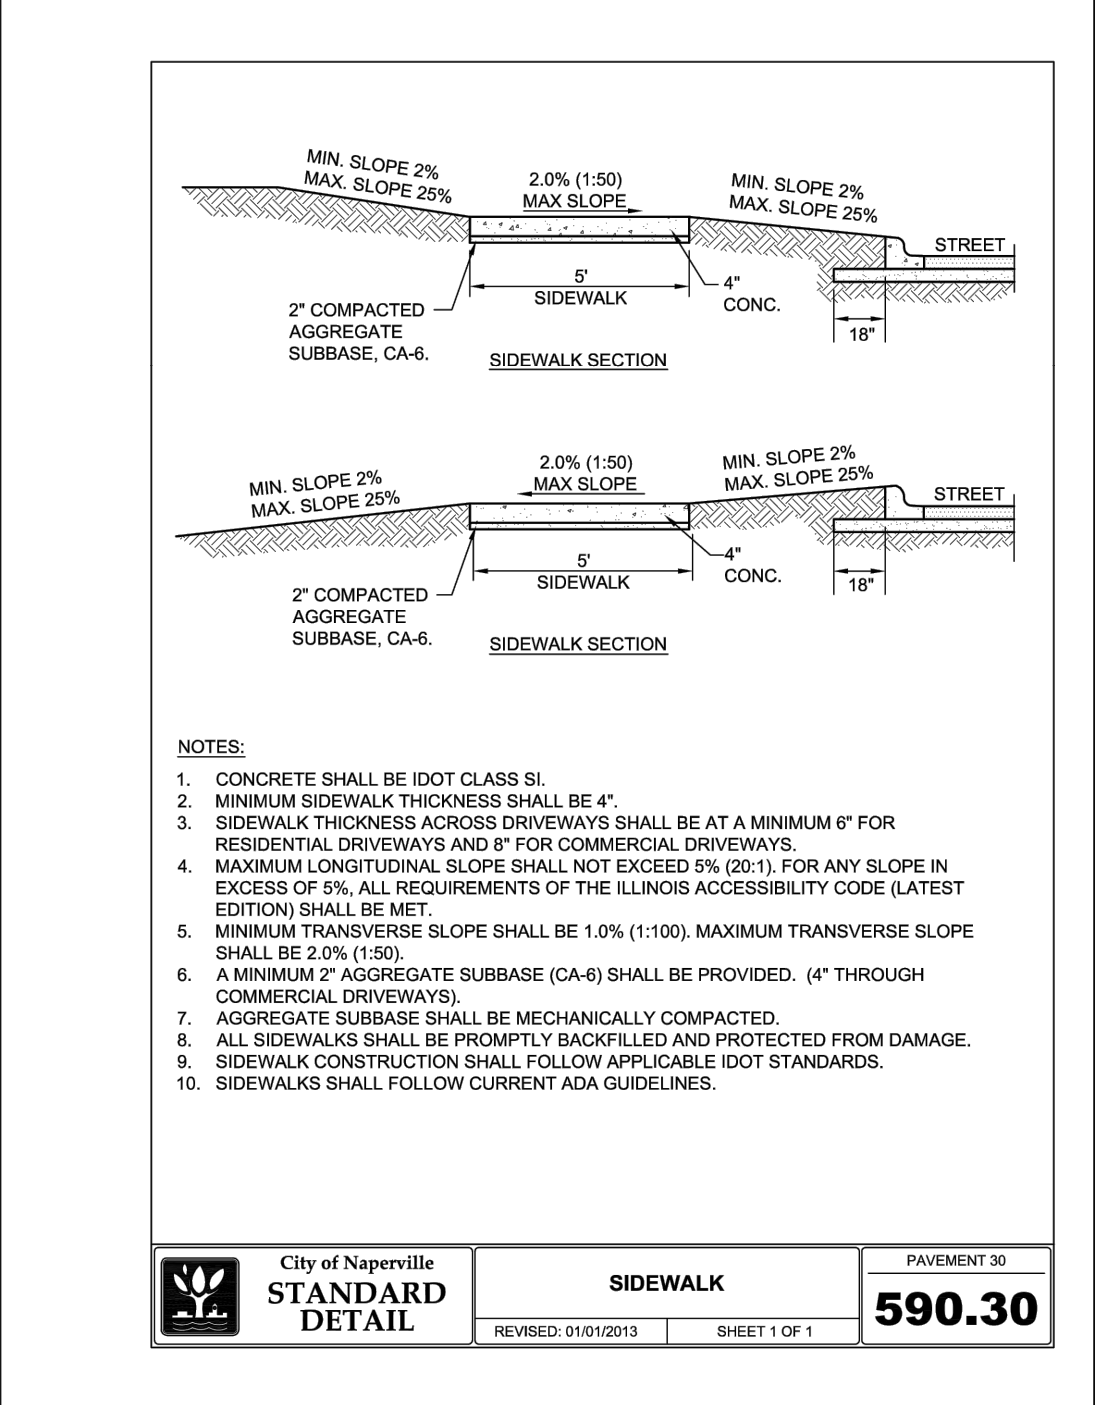 MIN. SLOPE 2%
MAX. SLOPE 25%
2.0% (1:50)
MAX SLOPE
MIN. SLOPE 2%
MAX. SLOPE 25%
STREET
5'
SIDEWALK
4"
CONC.
2" COMPACTED
AGGREGATE
SUBBASE, CA-6.
18"
SIDEWALK SECTION
MIN. SLOPE 2%
MAX. SLOPE 25%
2.0% (1:50)
MAX SLOPE
MIN. SLOPE 2%
MAX. SLOPE 25%
STREET
5'
SIDEWALK
4"
CONC.
2" COMPACTED
AGGREGATE
SUBBASE, CA-6.
18"
SIDEWALK SECTION
NOTES:
1. CONCRETE SHALL BE IDOT CLASS SI.
2. MINIMUM SIDEWALK THICKNESS SHALL BE 4".
3. SIDEWALK THICKNESS ACROSS DRIVEWAYS SHALL BE AT A MINIMUM 6" FOR
RESIDENTIAL DRIVEWAYS AND 8" FOR COMMERCIAL DRIVEWAYS.
4. MAXIMUM LONGITUDINAL SLOPE SHALL NOT EXCEED 5% (20:1). FOR ANY SLOPE IN
EXCESS OF 5%, ALL REQUIREMENTS OF THE ILLINOIS ACCESSIBILITY CODE (LATEST
EDITION) SHALL BE MET.
5. MINIMUM TRANSVERSE SLOPE SHALL BE 1.0% (1:100). MAXIMUM TRANSVERSE SLOPE
SHALL BE 2.0% (1:50).
6. A MINIMUM 2" AGGREGATE SUBBASE (CA-6) SHALL BE PROVIDED. (4" THROUGH
COMMERCIAL DRIVEWAYS).
7. AGGREGATE SUBBASE SHALL BE MECHANICALLY COMPACTED.
8. ALL SIDEWALKS SHALL BE PROMPTLY BACKFILLED AND PROTECTED FROM DAMAGE.
9. SIDEWALK CONSTRUCTION SHALL FOLLOW APPLICABLE IDOT STANDARDS.
10. SIDEWALKS SHALL FOLLOW CURRENT ADA GUIDELINES.
City of Naperville
STANDARD
DETAIL
SIDEWALK
REVISED: 01/01/2013
SHEET 1 OF 1
PAVEMENT 30
590.30